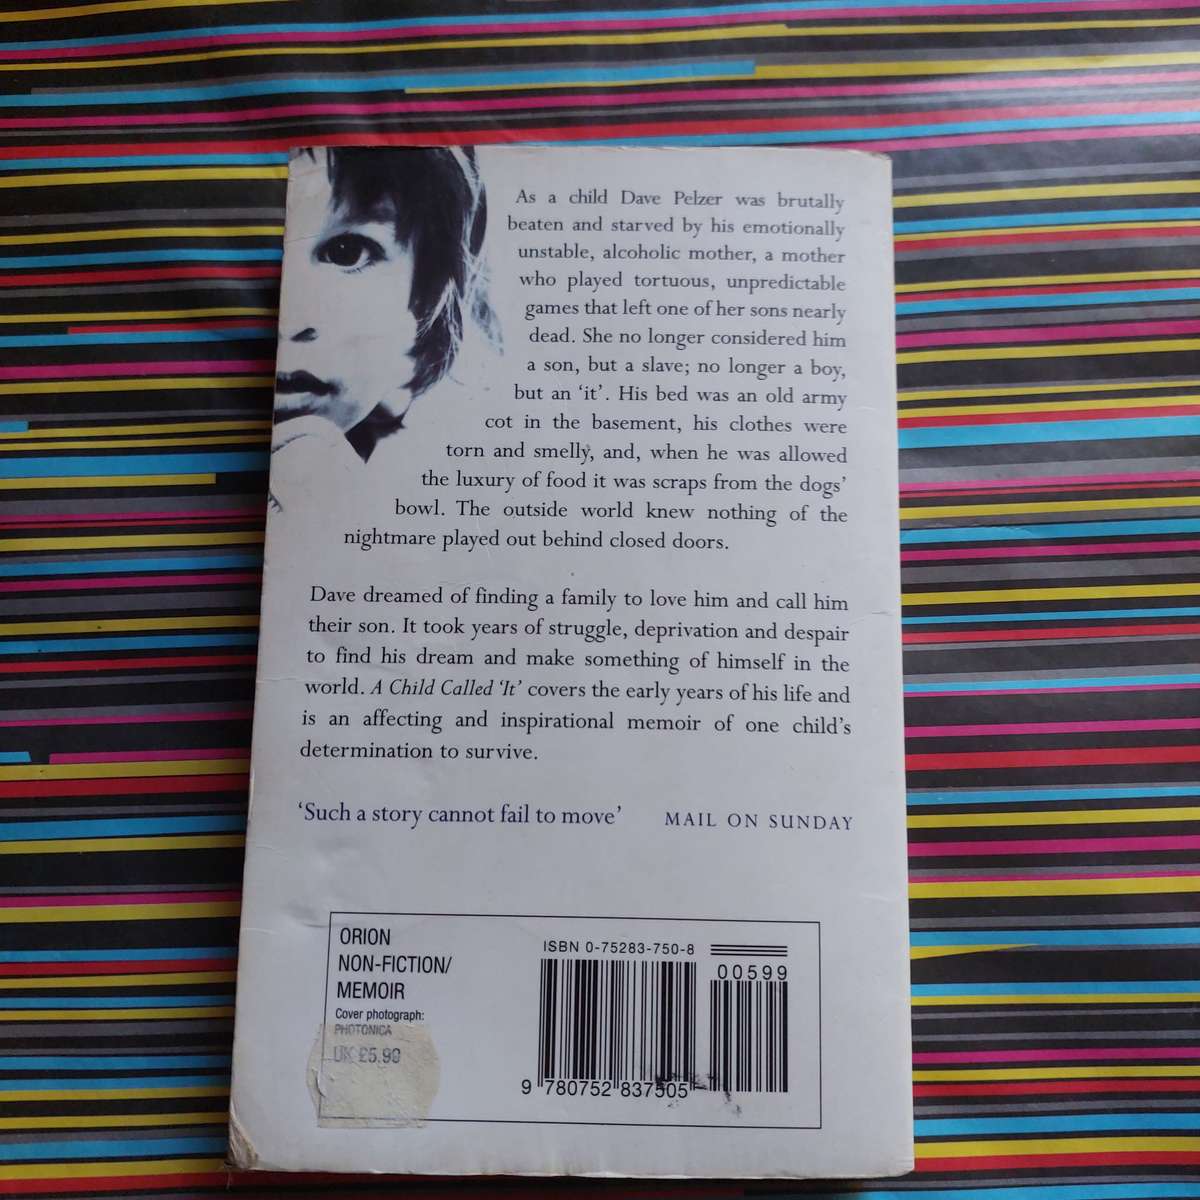 As a child Dave Pelzer was brutally
beaten and starved by his emotionally
unstable, alcoholic mother, a mother
who played tortuous, unpredictable
games that left one of her sons nearly
dead. She no longer considered him
a son, but a slave; no longer a boy,
but an ‘it’. His bed was an old army
cot in the basement, his clothes were
torn and smelly, and, when he was allowed
the luxury of food it was scraps from the dogs’
bowl. The outside world knew nothing of the
nightmare played out behind closed doors.
Dave dreamed of finding a family to love him and call him
their son. It took years of struggle, deprivation and despair
to find his dream and make something of himself in the
world. A Child Called ‘It’ covers the early years of his life and
is an affecting and inspirational memoir of one child’s
determination to survive.
‘Such a story cannot fail to move’ MAIL ON SUNDAY
ORION
NON-FICTION/
MEMOIR
Cover photograph:
PHOTONICA
UK £5.99
ISBN 0-75283-750-8
00599
9 780752 837505